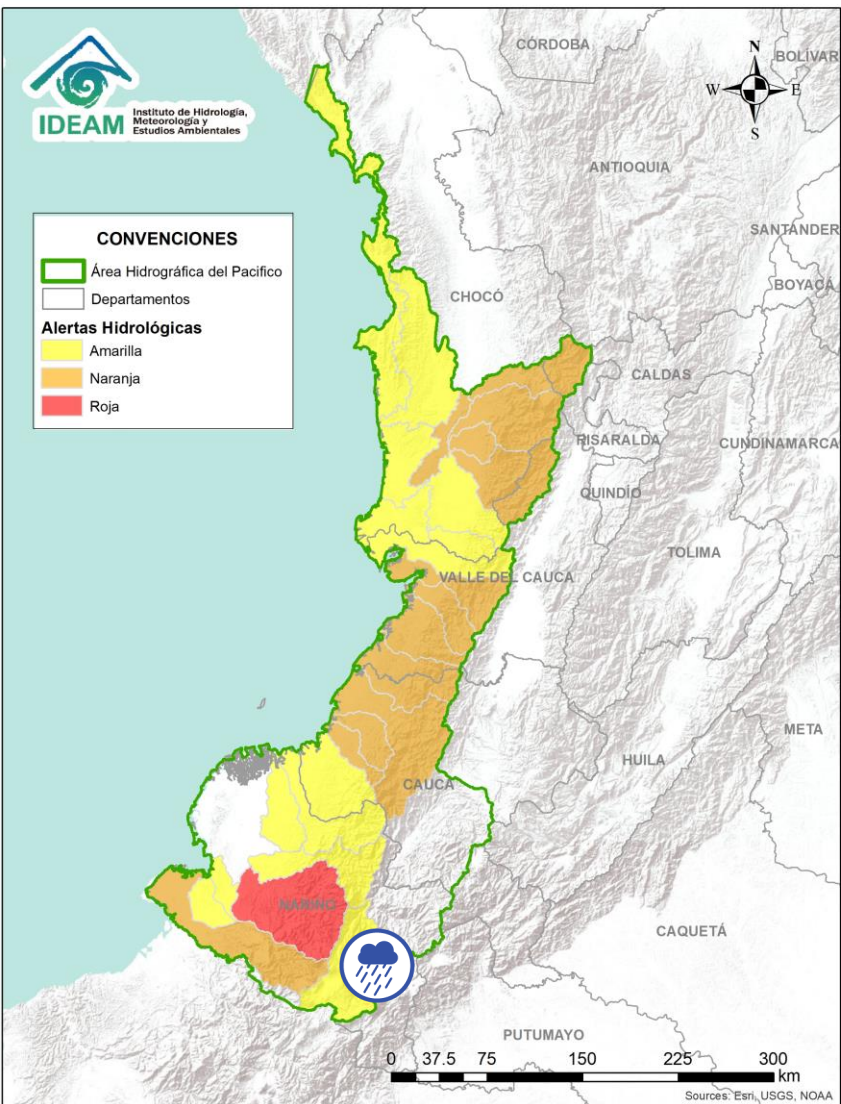 IDEAM
Instituto de Hidrología,
Meteorología y
Estudios Ambientales
N
W
E
S
CÓRDOBA
BOLÍVAR
ANTIOQUIA
SANTANDER
BOYACÁ
CHOCÓ
CALDAS
RISARALDA
CUNDINAMARCA
QUINDÍO
TOLIMA
VALLE DEL CAUCA
META
HUILA
CAUCA
NARIÑO
CAQUETÁ
PUTUMAYO
CONVENCIONES
Área Hidrográfica del Pacifico
Departamentos
Alertas Hidrológicas
Amarilla
Naranja
Roja
0 37.5 75 150 225 300
km
Sources: Esri, USGS, NOAA